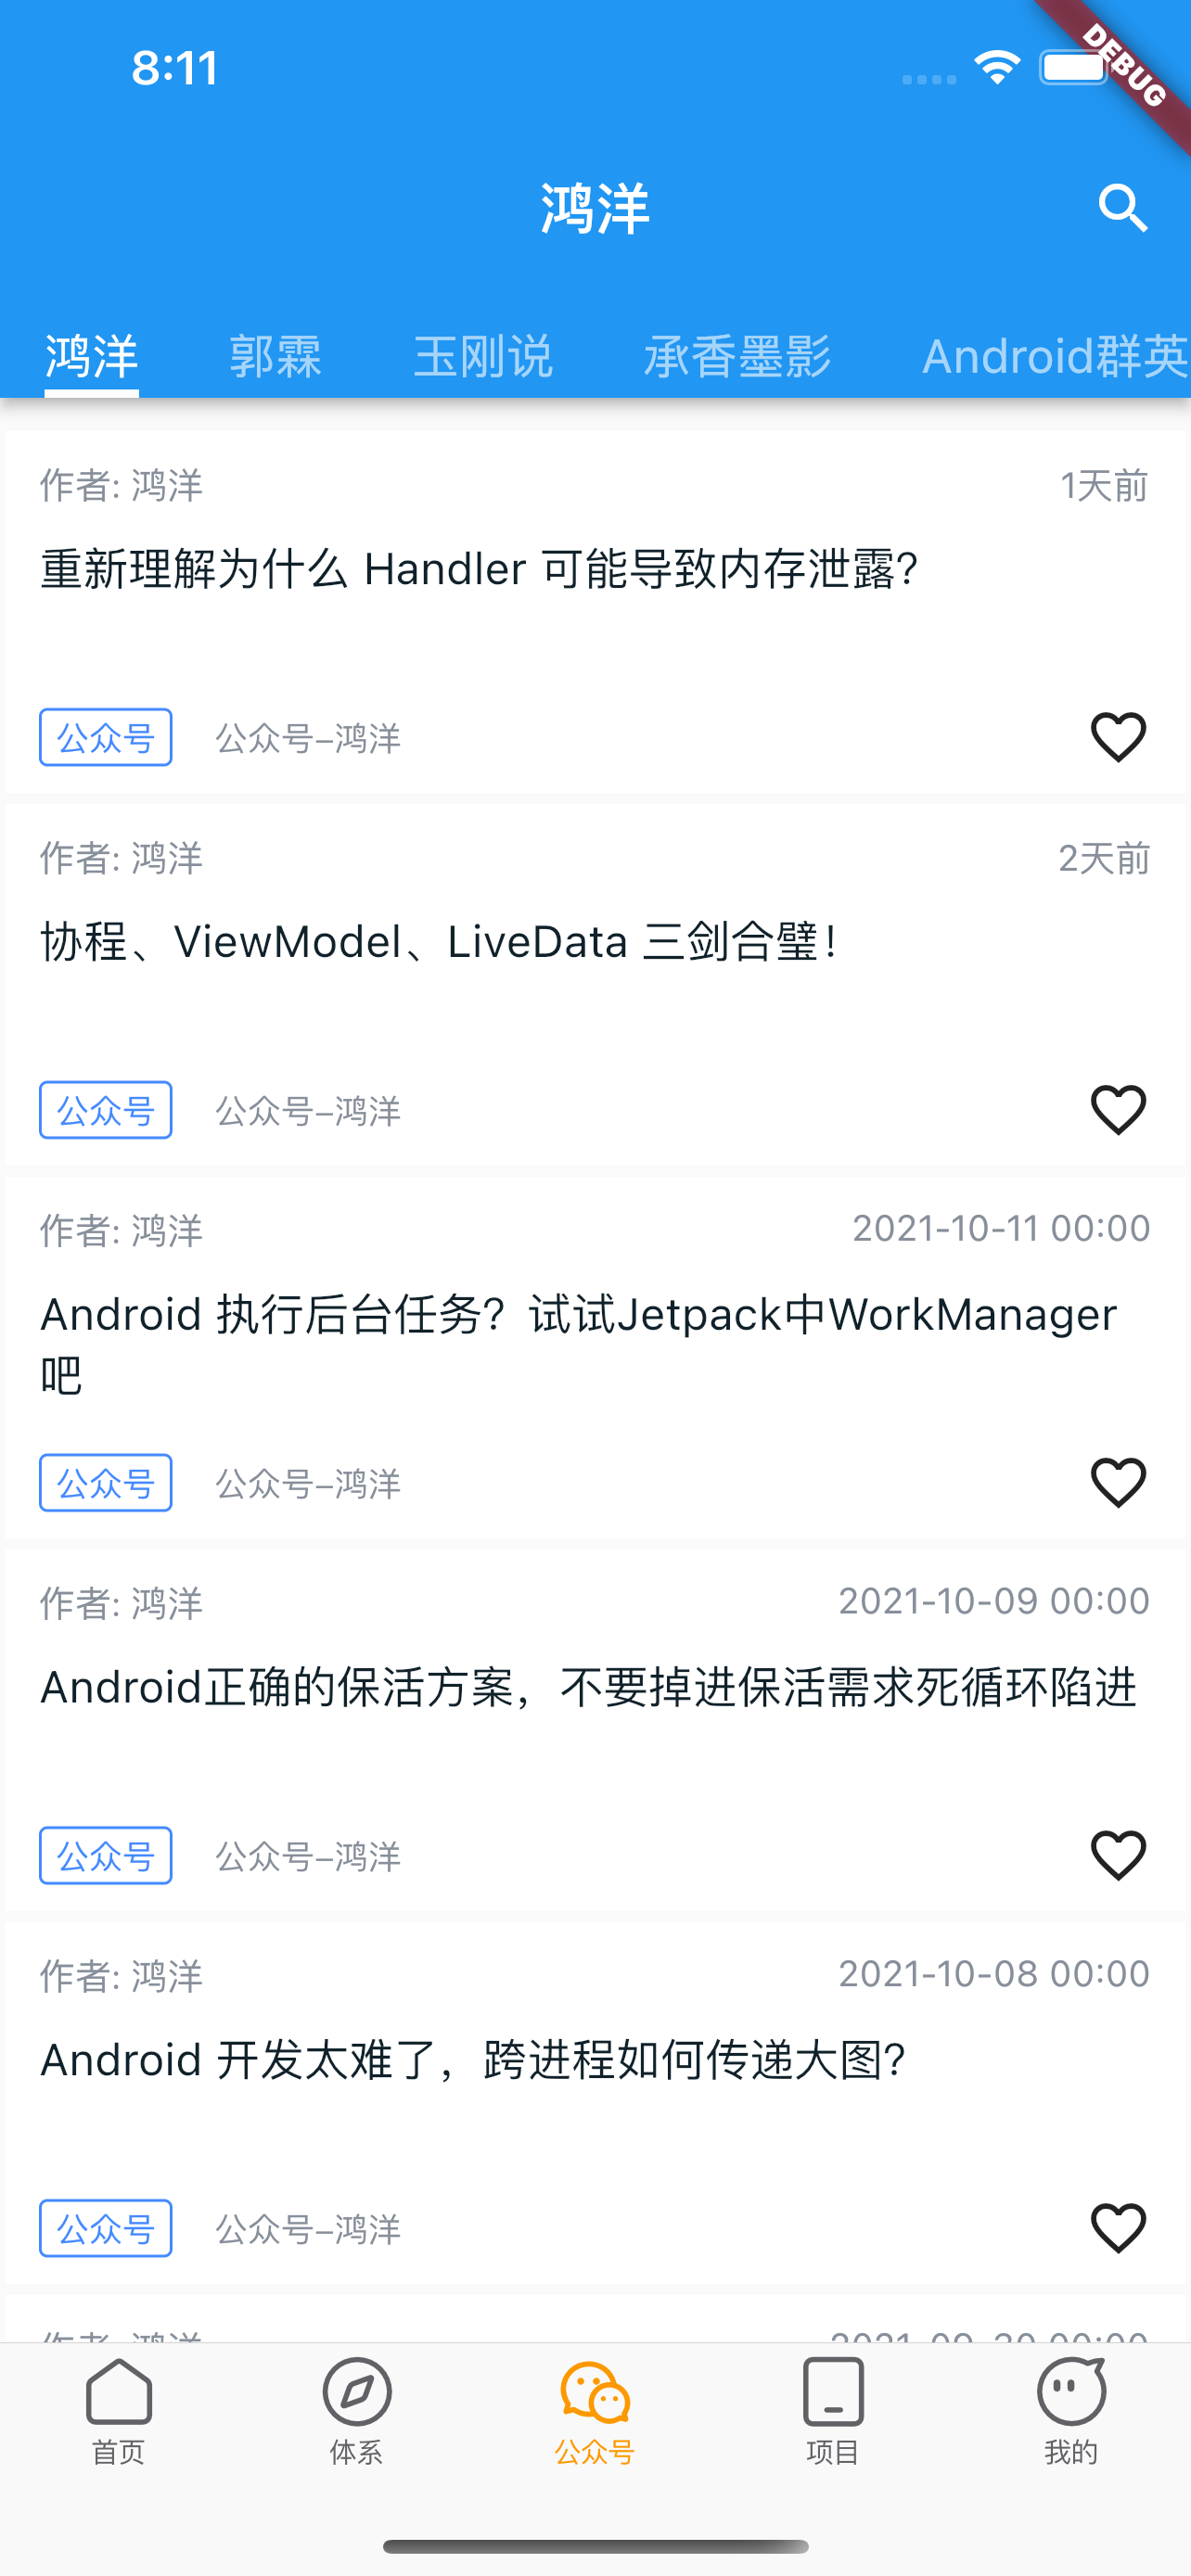 8:11
DEBUG
鸿洋
鸿洋 郭霖 玉刚说 承香墨影 Android群英
作者: 鸿洋 1天前
重新理解为什么 Handler 可能导致内存泄露?
公众号 公众号-鸿洋
作者: 鸿洋 2天前
协程、ViewModel、LiveData 三剑合璧！
公众号 公众号-鸿洋
作者: 鸿洋 2021-10-11 00:00
Android 执行后台任务？试试Jetpack中WorkManager
吧
公众号 公众号-鸿洋
作者: 鸿洋 2021-10-09 00:00
Android正确的保活方案，不要掉进保活需求死循环陷进
公众号 公众号-鸿洋
作者: 鸿洋 2021-10-08 00:00
Android 开发太难了，跨进程如何传递大图?
公众号 公众号-鸿洋
作者: 鸿洋 2021-09-30 00:00
首页 体系 公众号 项目 我的